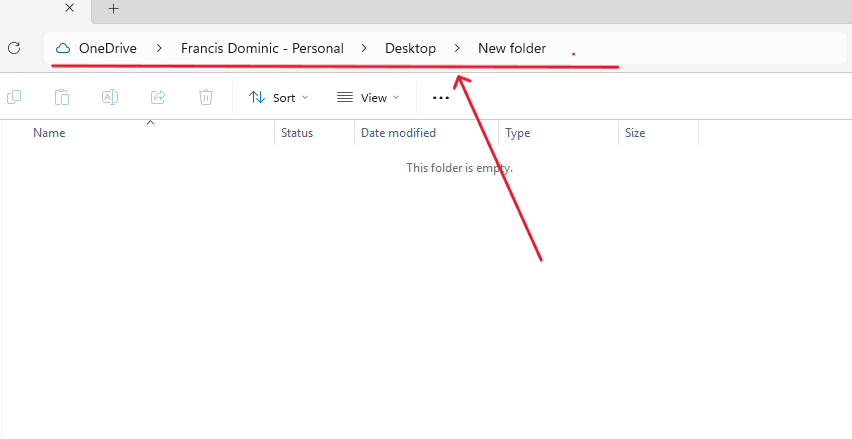 OneDrive > Francis Dominic - Personal > Desktop > New folder
Sort View ...
Name Status Date modified Type Size
This folder is empty.